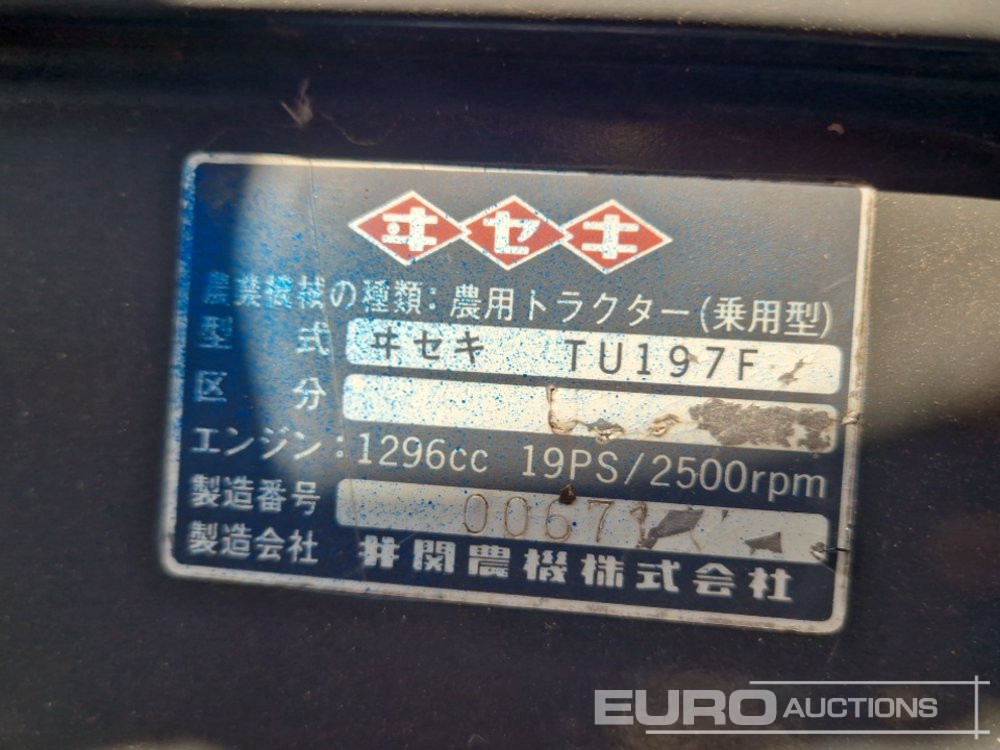 ヰセキ
農業機械の種類:農用トラクター(乗用型)
型式 ヰセキ TU197F
区分
エンジン:1296cc 19PS/2500rpm
製造番号 00671
製造会社 井関農機株式会社
EURO AUCTIONS